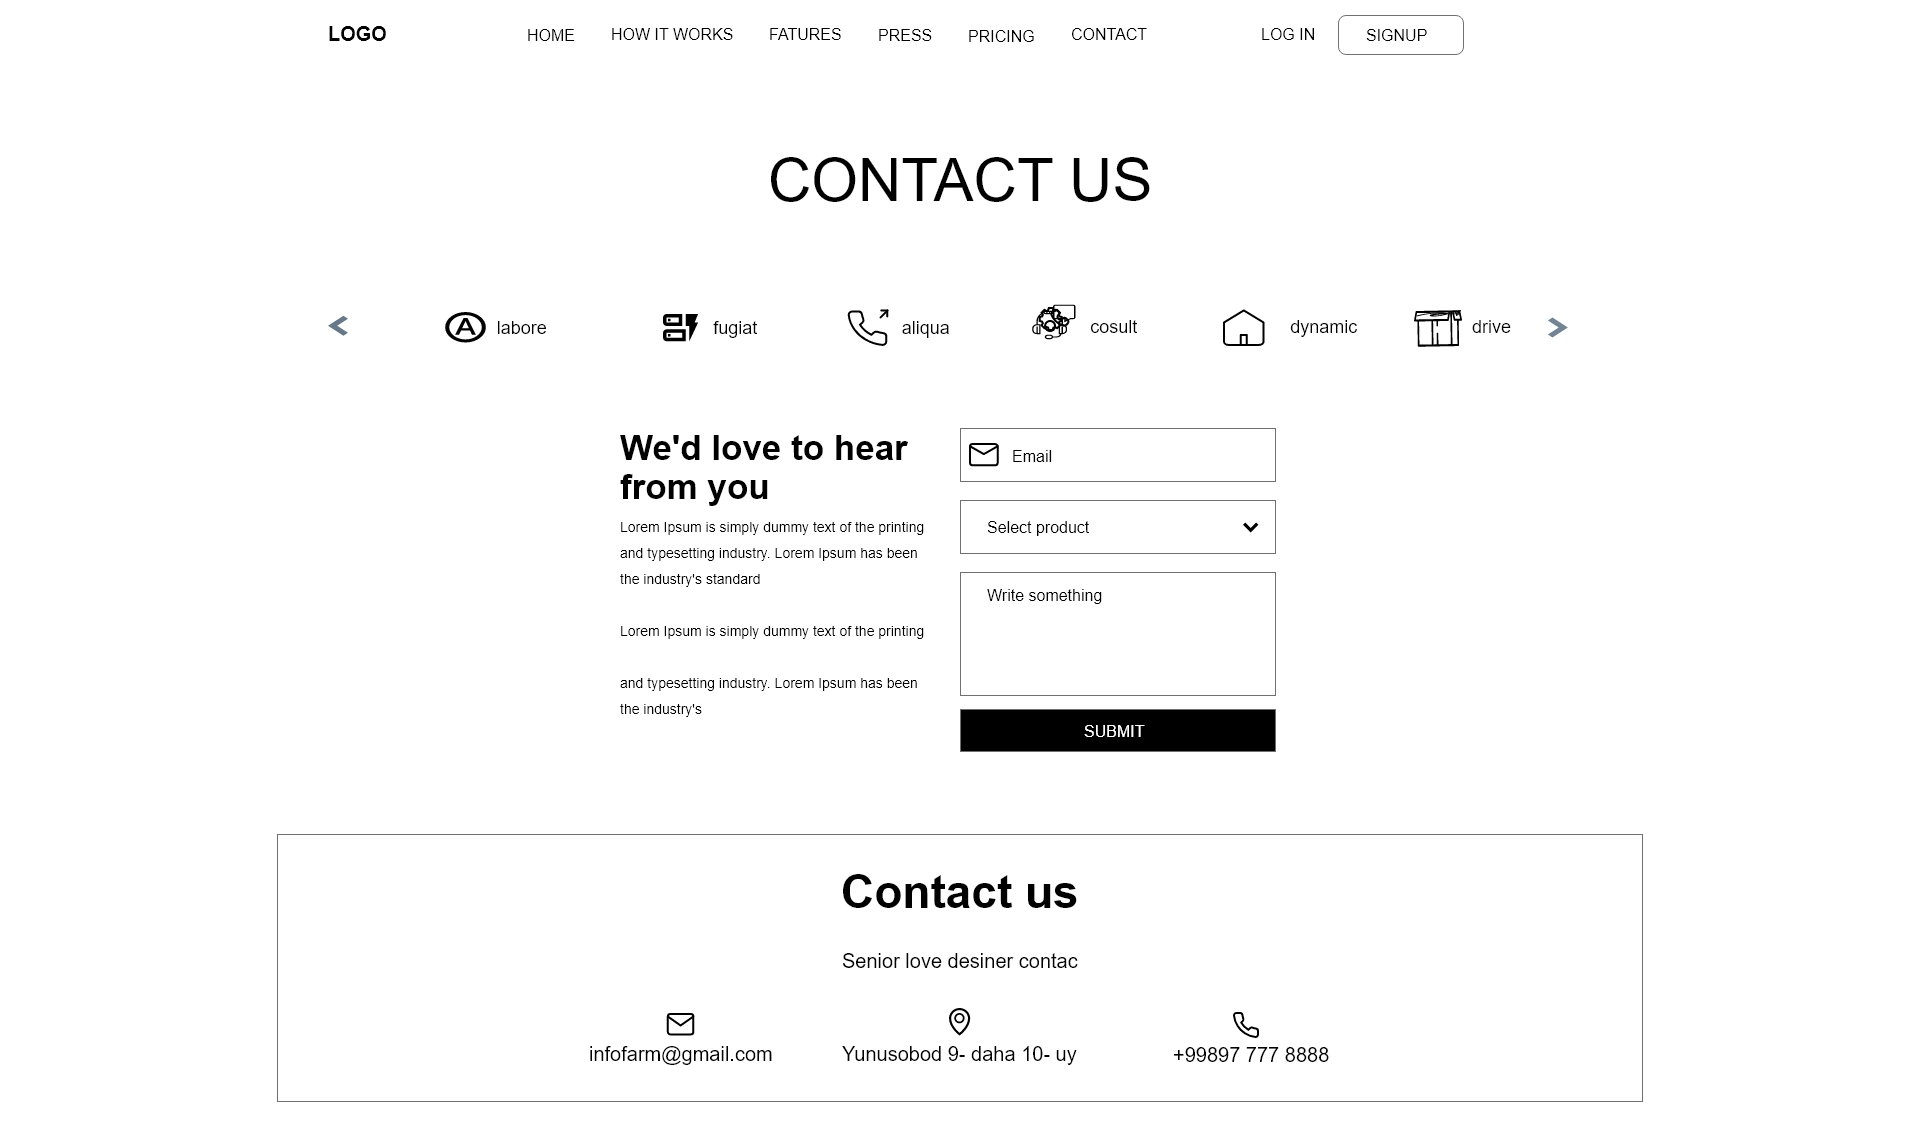 LOGO HOME HOW IT WORKS FATURES PRESS PRICING CONTACT LOG IN SIGNUP
CONTACT US
labore fugiat aliqua cosult dynamic drive
We'd love to hear
from you
Lorem Ipsum is simply dummy text of the printing
and typesetting industry. Lorem Ipsum has been
the industry's standard
Lorem Ipsum is simply dummy text of the printing
and typesetting industry. Lorem Ipsum has been
the industry's
Email
Select product
Write something
SUBMIT
Contact us
Senior love desiner contac
infofarm@gmail.com Yunusobod 9- daha 10- uy +99897 777 8888